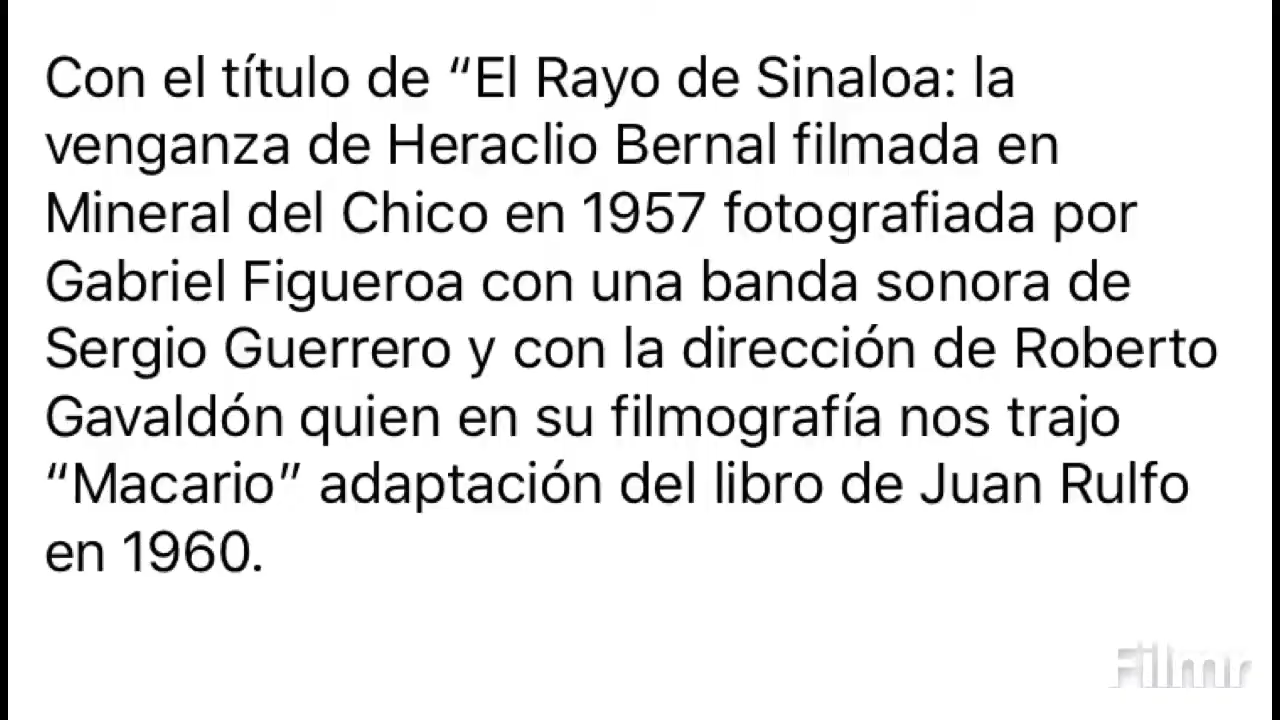 Con el título de “El Rayo de Sinaloa: la
venganza de Heraclio Bernal filmada en
Mineral del Chico en 1957 fotografiada por
Gabriel Figueroa con una banda sonora de
Sergio Guerrero y con la dirección de Roberto
Gavaldón quien en su filmografía nos trajo
“Macario” adaptación del libro de Juan Rulfo
en 1960.
Filmr